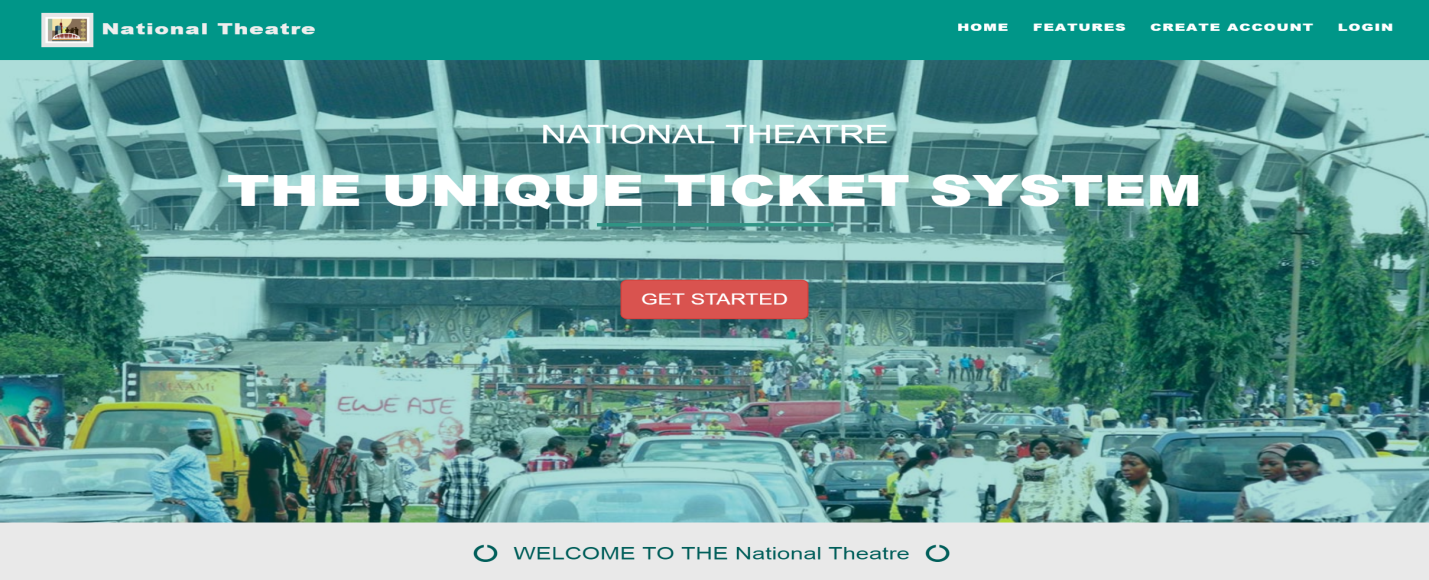 National Theatre
HOME FEATURES CREATE ACCOUNT LOGIN
NATIONAL THEATRE
THE UNIQUE TICKET SYSTEM
GET STARTED
EWE AJE
WELCOME TO THE National Theatre